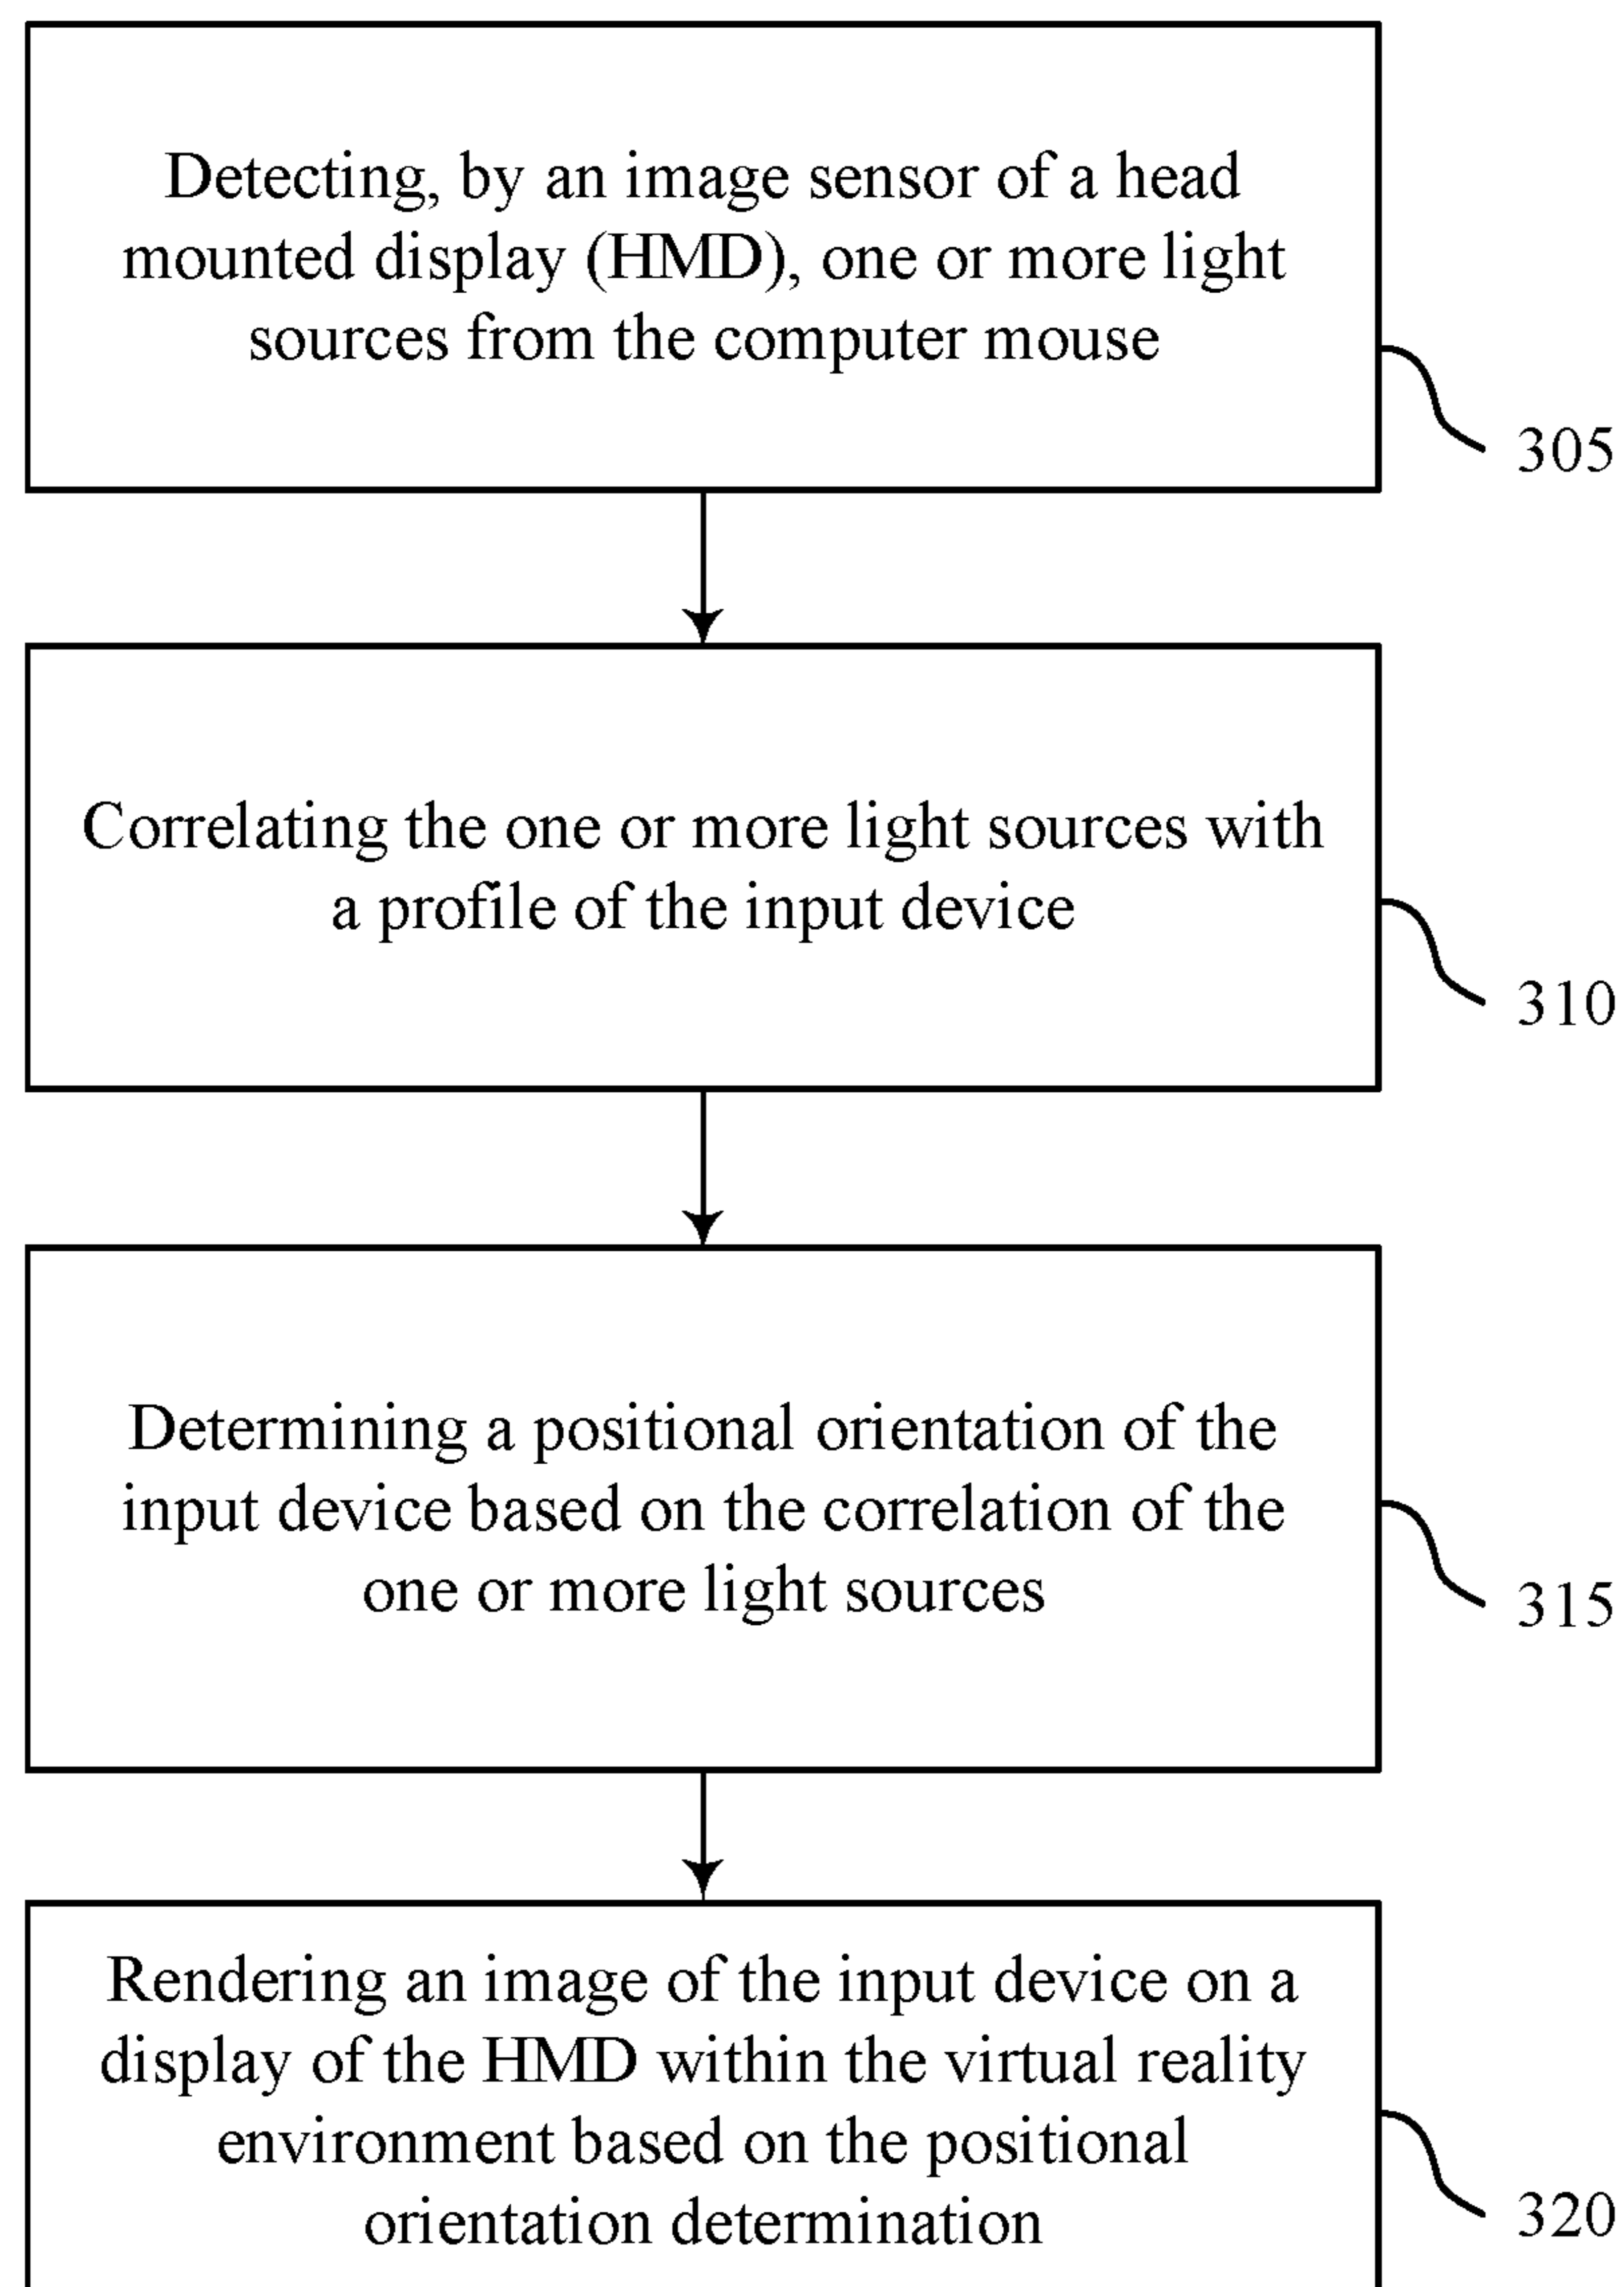 Detecting, by an image sensor of a head
mounted display (HMD), one or more light
sources from the computer mouse
305
Correlating the one or more light sources with
a profile of the input device
310
Determining a positional orientation of the
input device based on the correlation of the
one or more light sources
315
Rendering an image of the input device on a
display of the HMD within the virtual reality
environment based on the positional
orientation determination
320